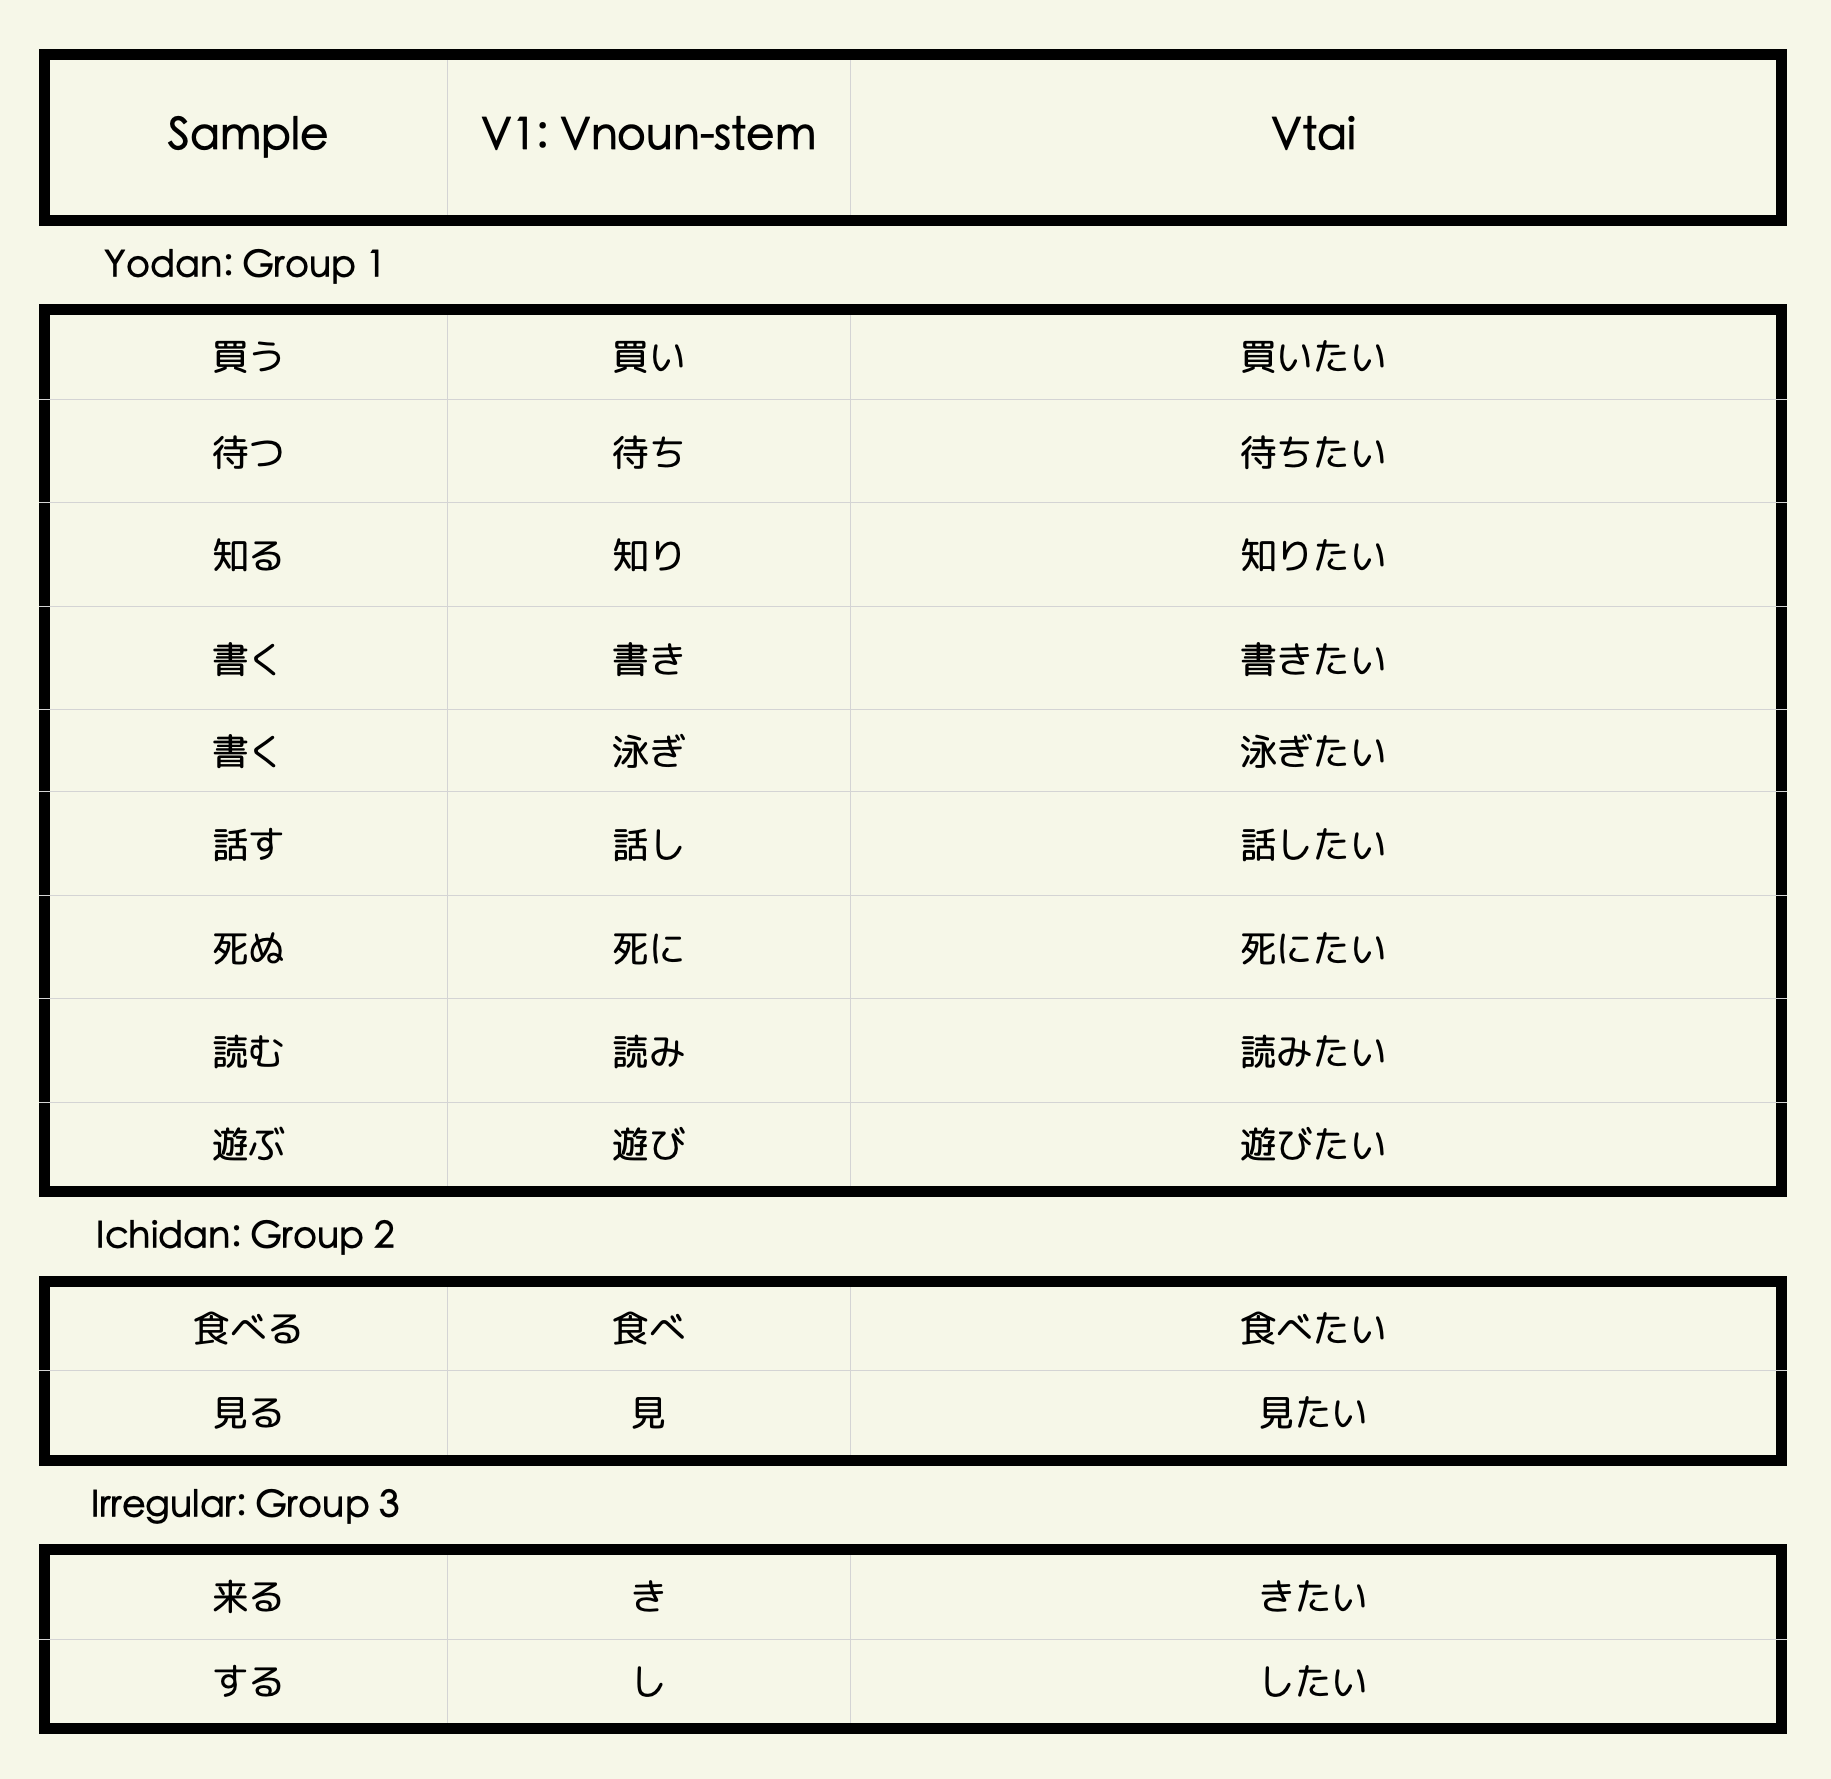 Sample V1: Vnoun-stem Vtai
Yodan: Group 1
買う 買い 買いたい
待つ 待ち 待ちたい
知る 知り 知りたい
書く 書き 書きたい
書く 泳ぎ 泳ぎたい
話す 話し 話したい
死ぬ 死に 死にたい
読む 読み 読みたい
遊ぶ 遊び 遊びたい
Ichidan: Group 2
食べる 食べ 食べたい
見る 見 見たい
Irregular: Group 3
来る き きたい
する し したい